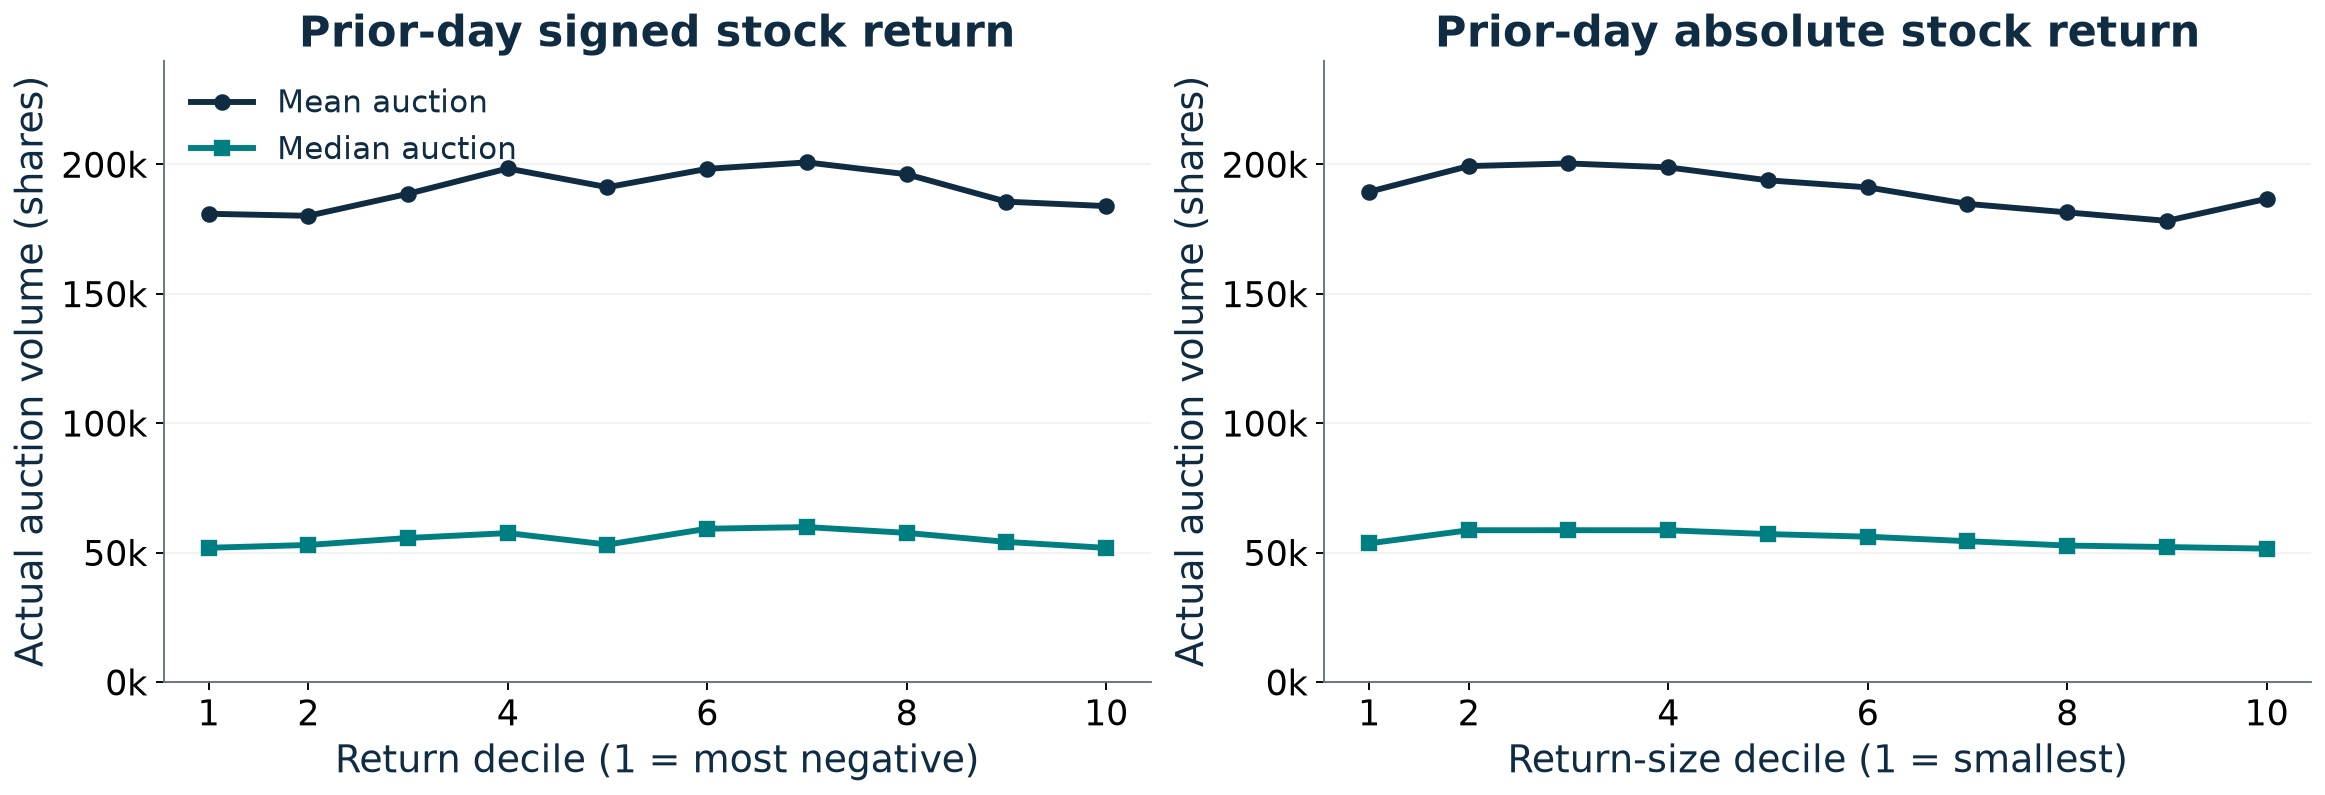 Prior-day signed stock return
Actual auction volume (shares)
Mean auction
Median auction
200k
150k
100k
50k
0k
1 2 4 6 8 10
Return decile (1 = most negative)
Prior-day absolute stock return
Actual auction volume (shares)
200k
150k
100k
50k
0k
1 2 4 6 8 10
Return-size decile (1 = smallest)